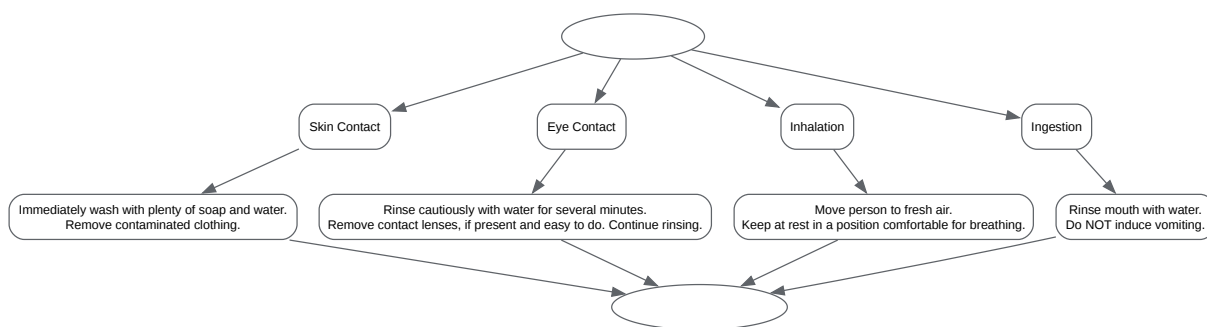 Skin Contact
Eye Contact
Inhalation
Ingestion
Immediately wash with plenty of soap and water.
Remove contaminated clothing.
Rinse cautiously with water for several minutes.
Remove contact lenses, if present and easy to do. Continue rinsing.
Move person to fresh air.
Keep at rest in a position comfortable for breathing.
Rinse mouth with water.
Do NOT induce vomiting.